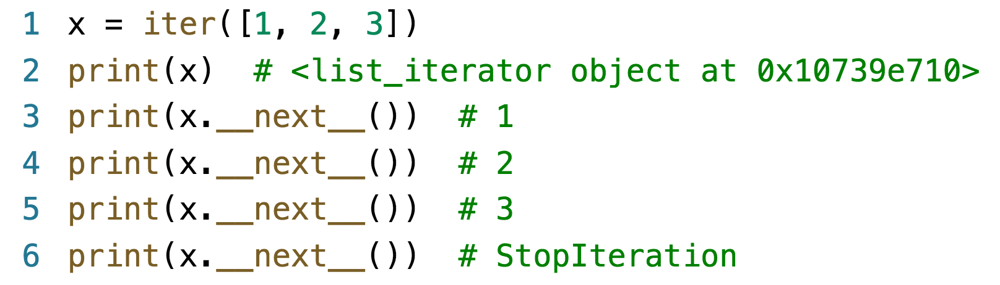 1 x = iter([1, 2, 3])
2 print(x)  # <list_iterator object at 0x10739e710>
3 print(x.__next__())  # 1
4 print(x.__next__())  # 2
5 print(x.__next__())  # 3
6 print(x.__next__())  # StopIteration